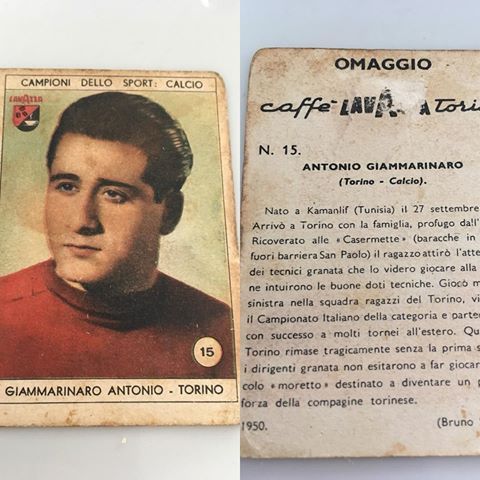 CAMPIONI DELLO SPORT: CALCIO
LAVAZZA
15
GIAMMARINARO ANTONIO - TORINO
OMAGGIO
caffè LAVAZZA Torin
N. 15.
ANTONIO GIAMMARINARO
(Torino - Calcio).
Nato a Kamanlif (Tunisia) il 27 settembre
Arrivò a Torino con la famiglia, profugo dall'
Ricoverato alle « Casermette » (baracche in
fuori barriera San Paolo) il ragazzo attirò l'atte
dei tecnici granata che lo videro giocare alla
ne intuirono le buone doti tecniche. Giocò m
sinistra nella squadra ragazzi del Torino, vi
il Campionato Italiano della categoria e parte
con successo a molti tornei all'estero. Qu
Torino rimase tragicamente senza la prima s
i dirigenti granata non esitarono a far gioca
colo « moretto » destinato a diventare un p
forza della compagine torinese.
1950.
(Bruno